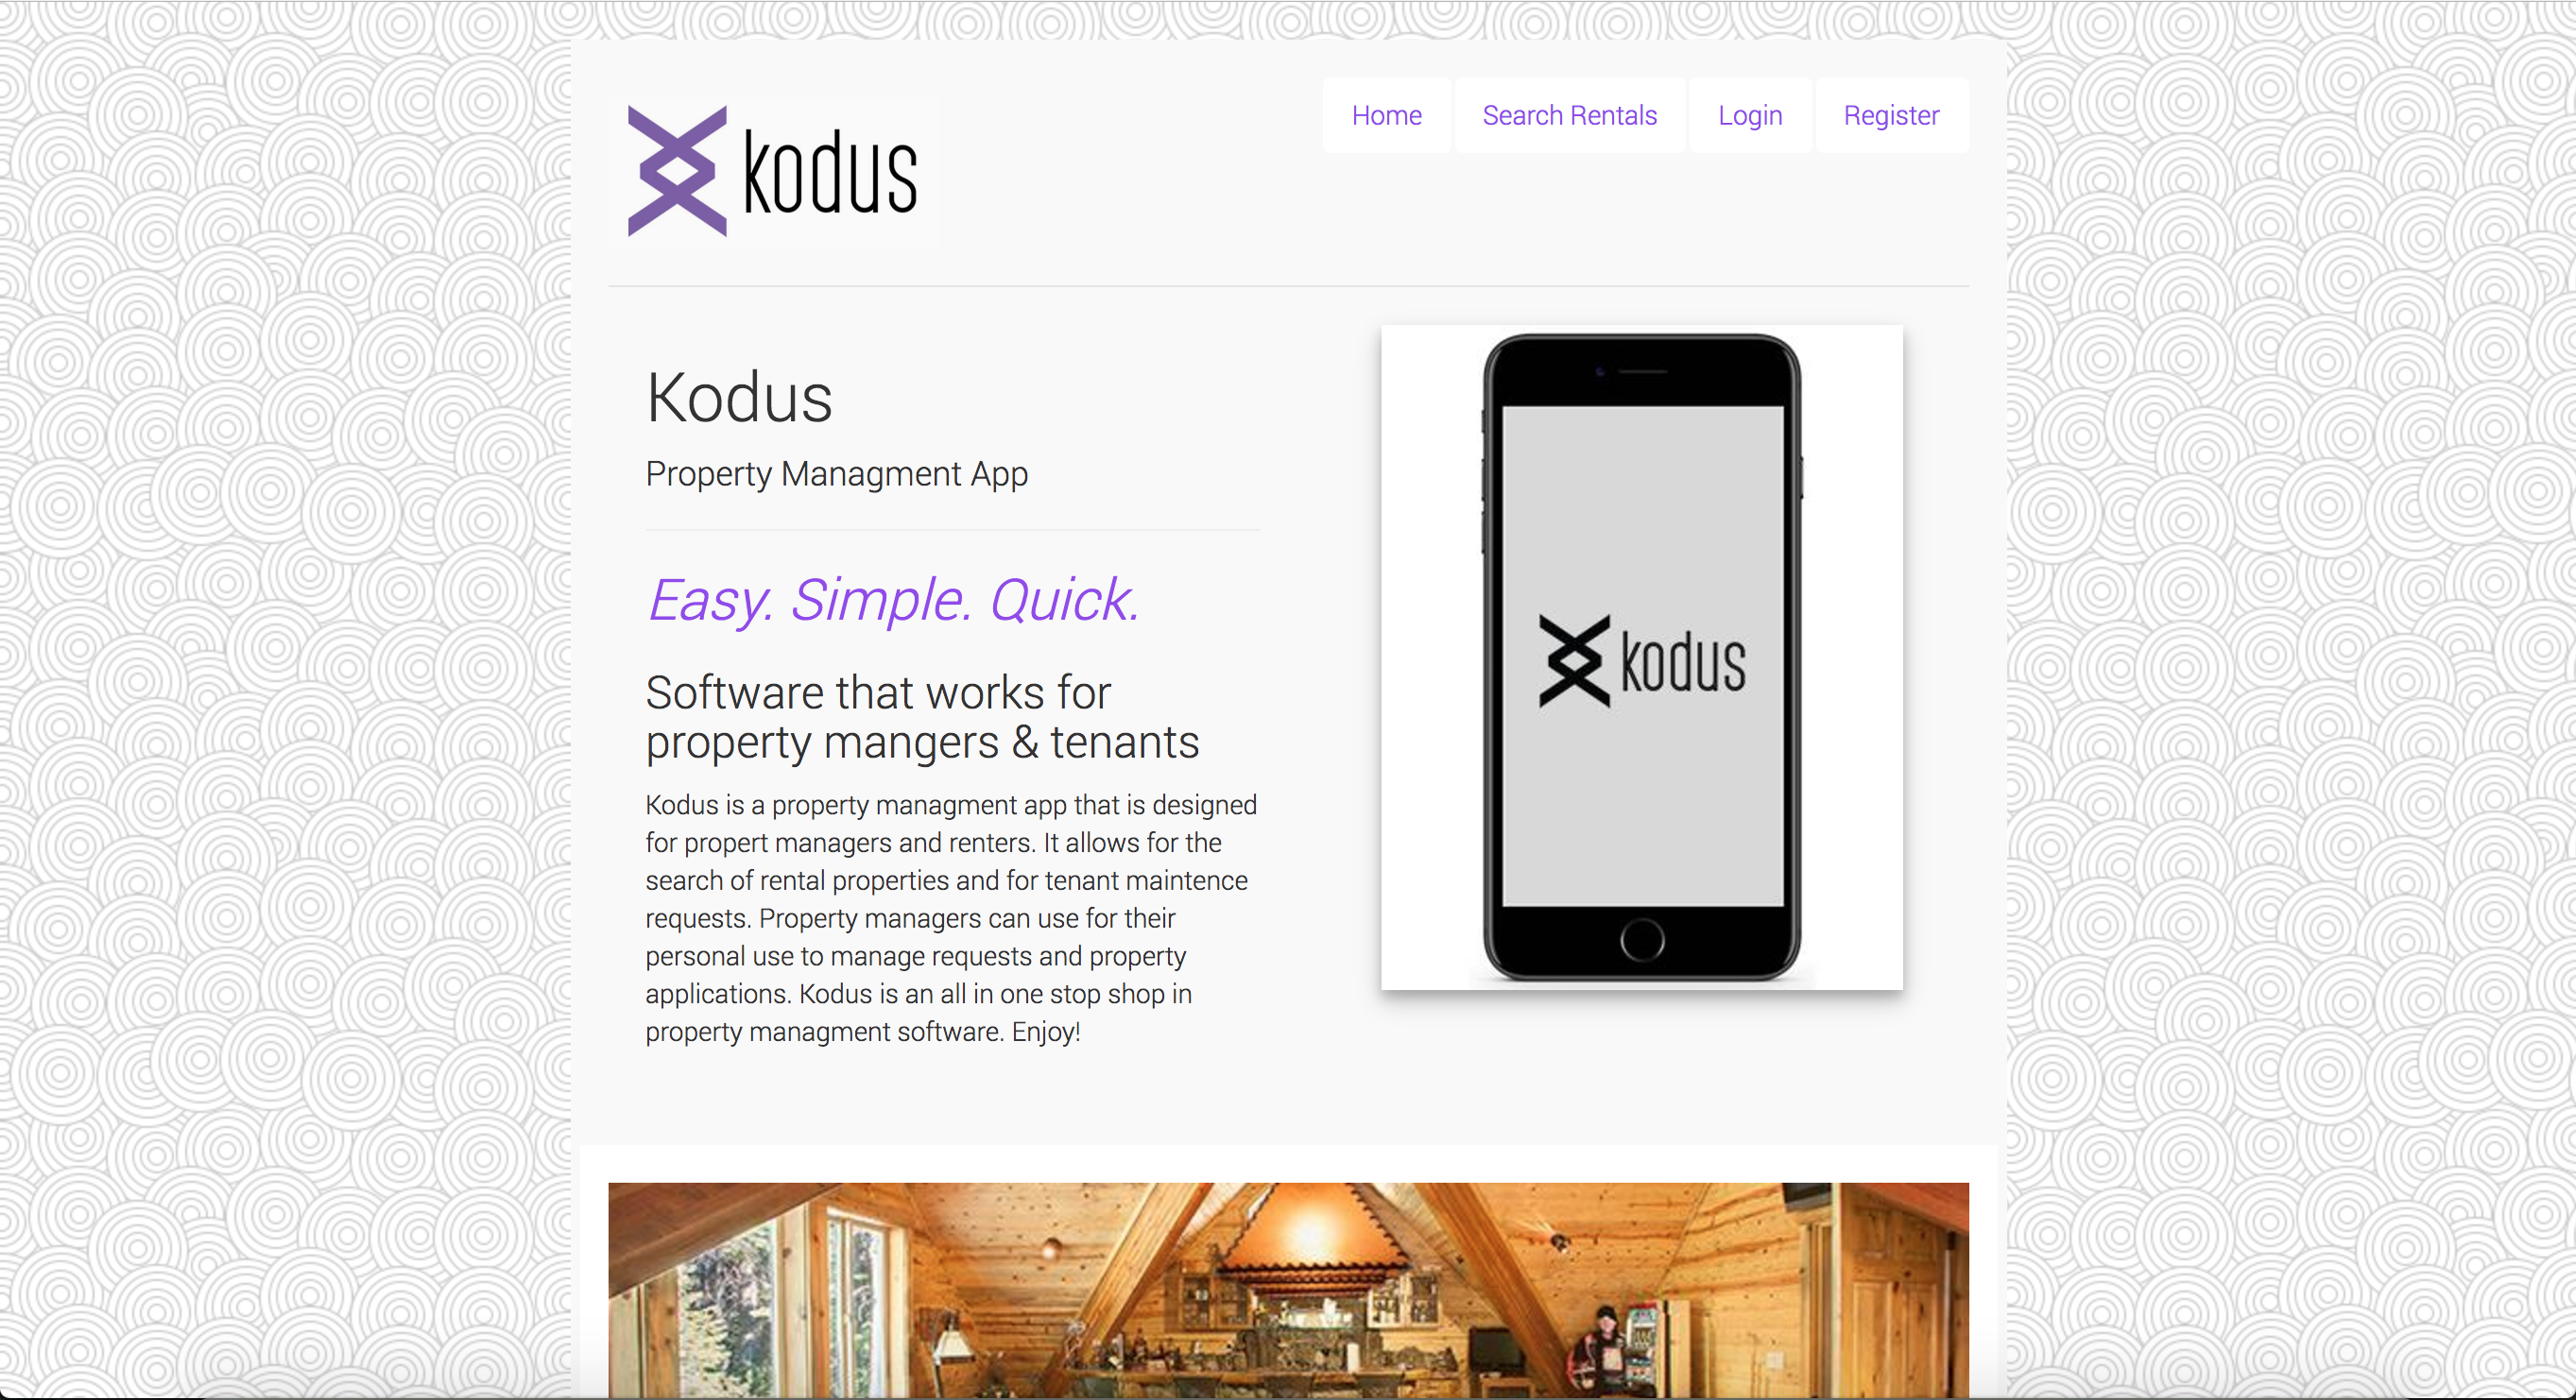 kodus
Home
Search Rentals
Login
Register
Kodus
Property Managment App
Easy. Simple. Quick.
Software that works for
property mangers & tenants
Kodus is a property managment app that is designed
for propert managers and renters. It allows for the
search of rental properties and for tenant maintence
requests. Property managers can use for their
personal use to manage requests and property
applications. Kodus is an all in one stop shop in
property managment software. Enjoy!
kodus